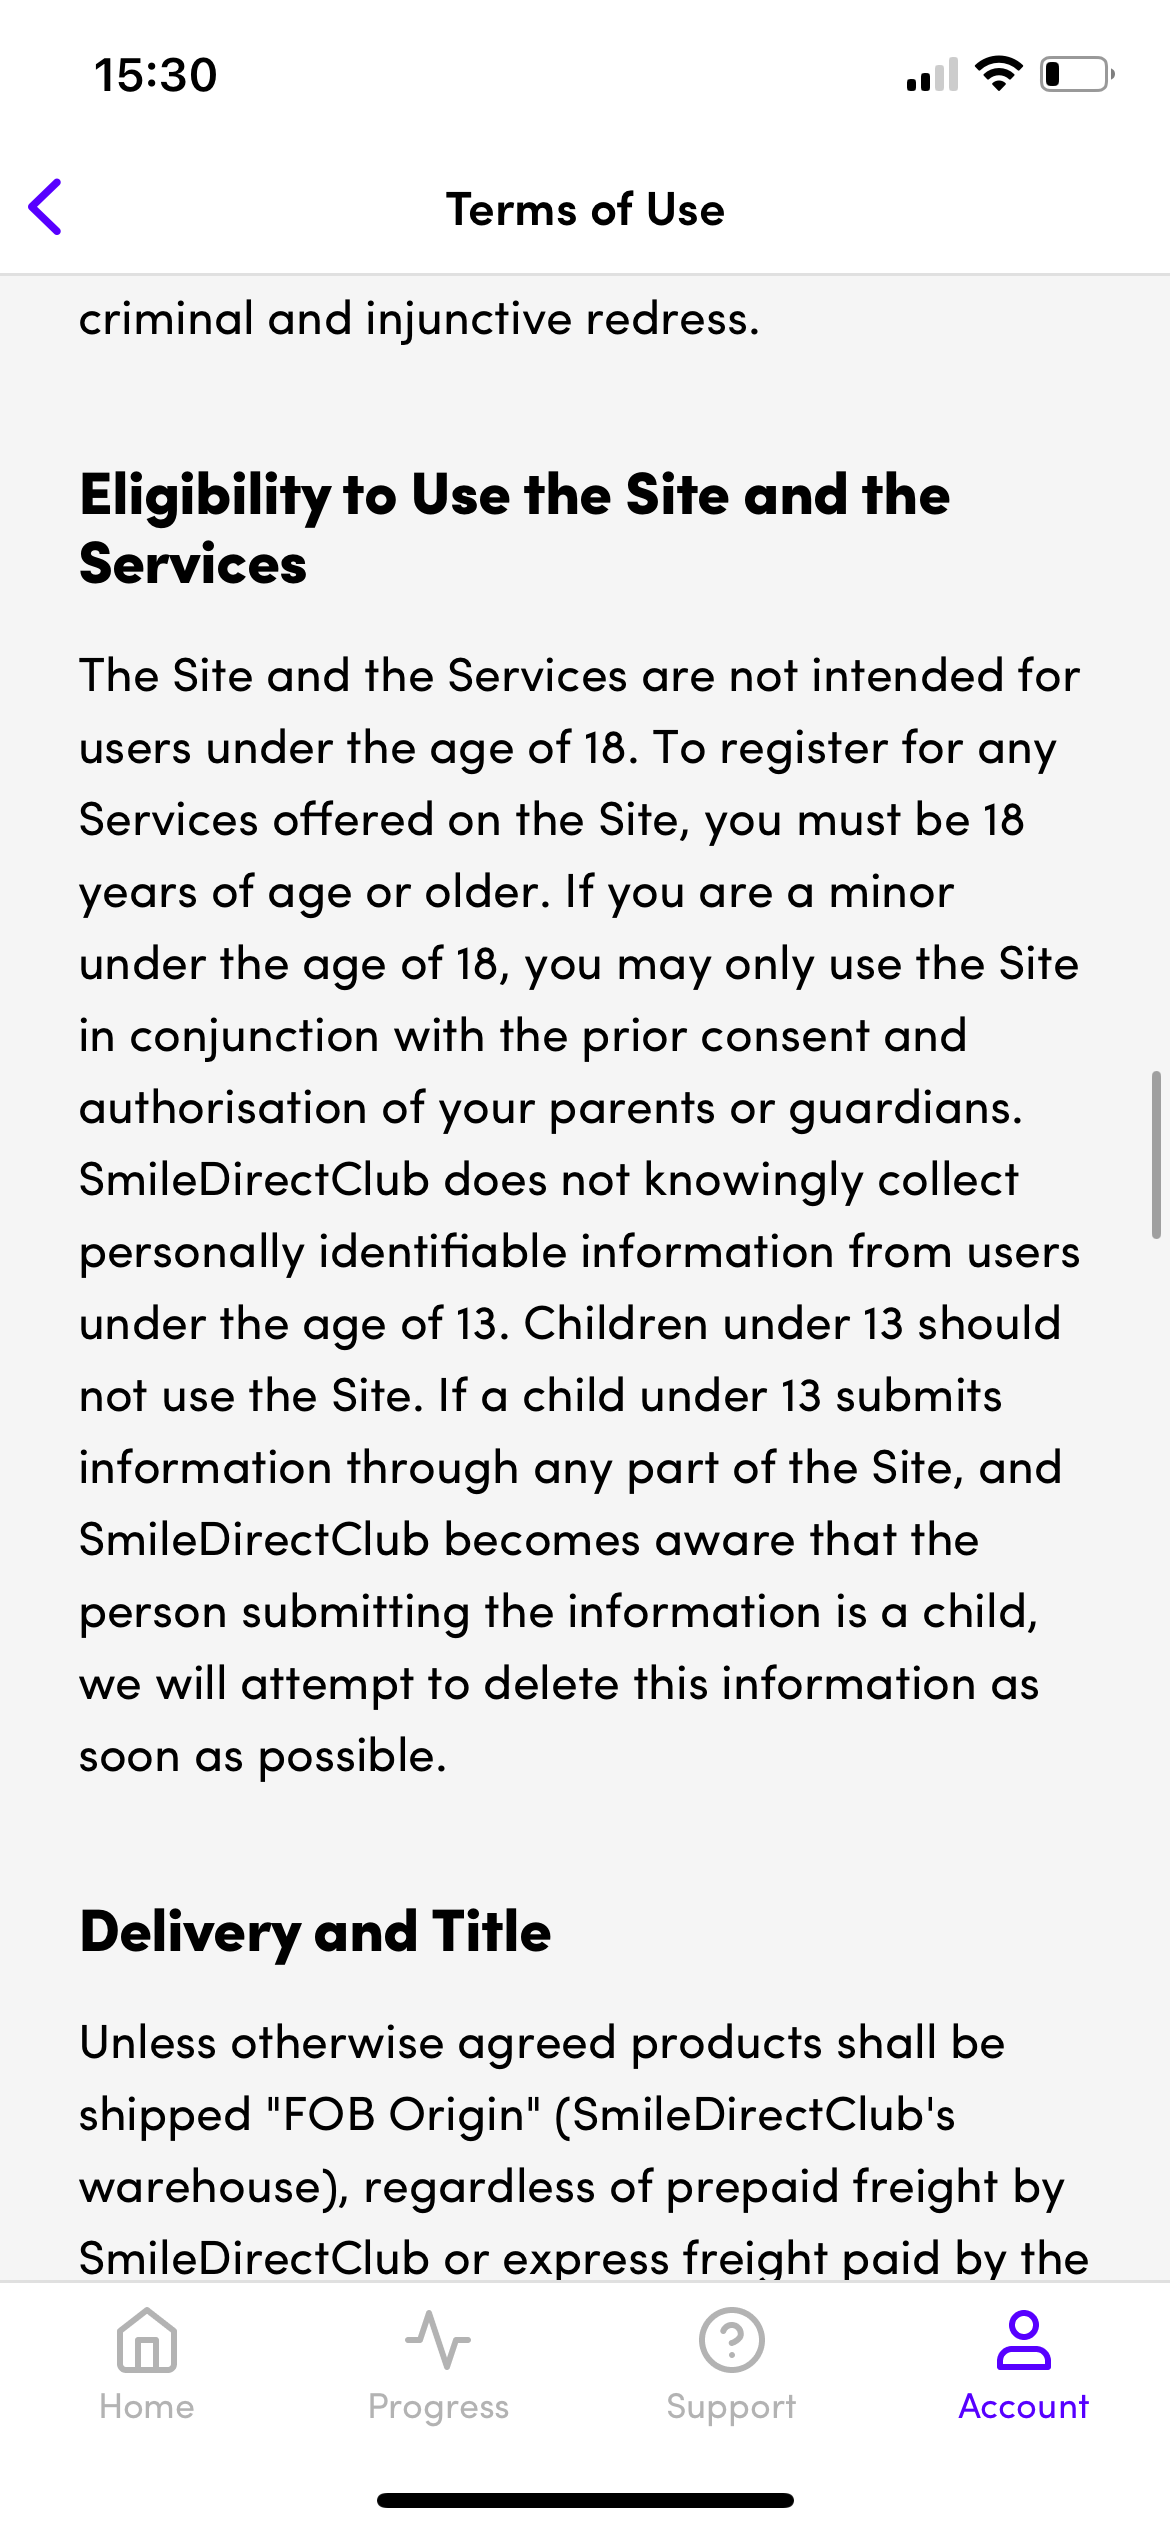 15:30
Terms of Use
criminal and injunctive redress.
Eligibility to Use the Site and the
Services
The Site and the Services are not intended for
users under the age of 18. To register for any
Services offered on the Site, you must be 18
years of age or older. If you are a minor
under the age of 18, you may only use the Site
in conjunction with the prior consent and
authorisation of your parents or guardians.
SmileDirectClub does not knowingly collect
personally identifiable information from users
under the age of 13. Children under 13 should
not use the Site. If a child under 13 submits
information through any part of the Site, and
SmileDirectClub becomes aware that the
person submitting the information is a child,
we will attempt to delete this information as
soon as possible.
Delivery and Title
Unless otherwise agreed products shall be
shipped "FOB Origin" (SmileDirectClub's
warehouse), regardless of prepaid freight by
SmileDirectClub or express freight paid by the
Home
Progress
Support
Account